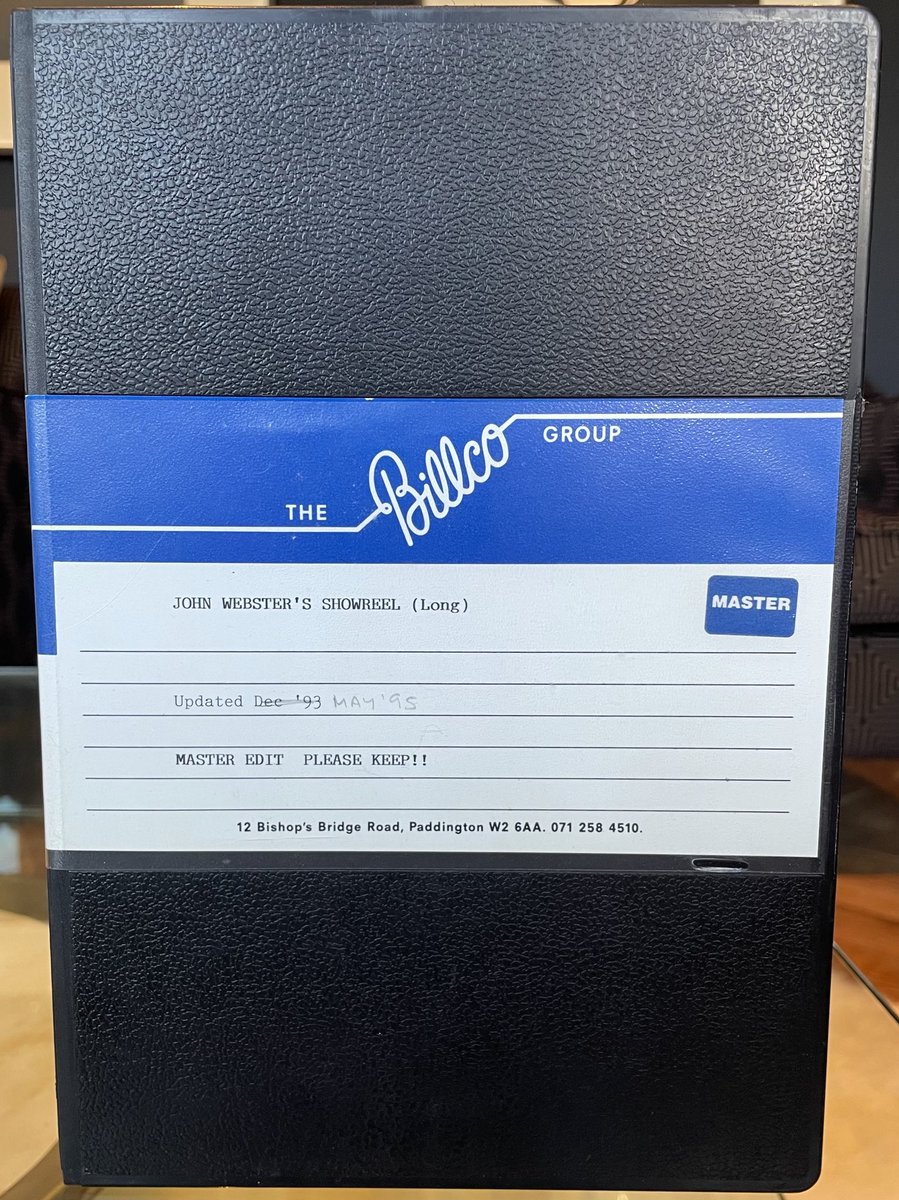 THE Billco GROUP
JOHN WEBSTER'S SHOWREEL (Long)
MASTER
Updated Dec '93 MAY '95
MASTER EDIT PLEASE KEEP!!
12 Bishop's Bridge Road, Paddington W2 6AA. 071 258 4510.